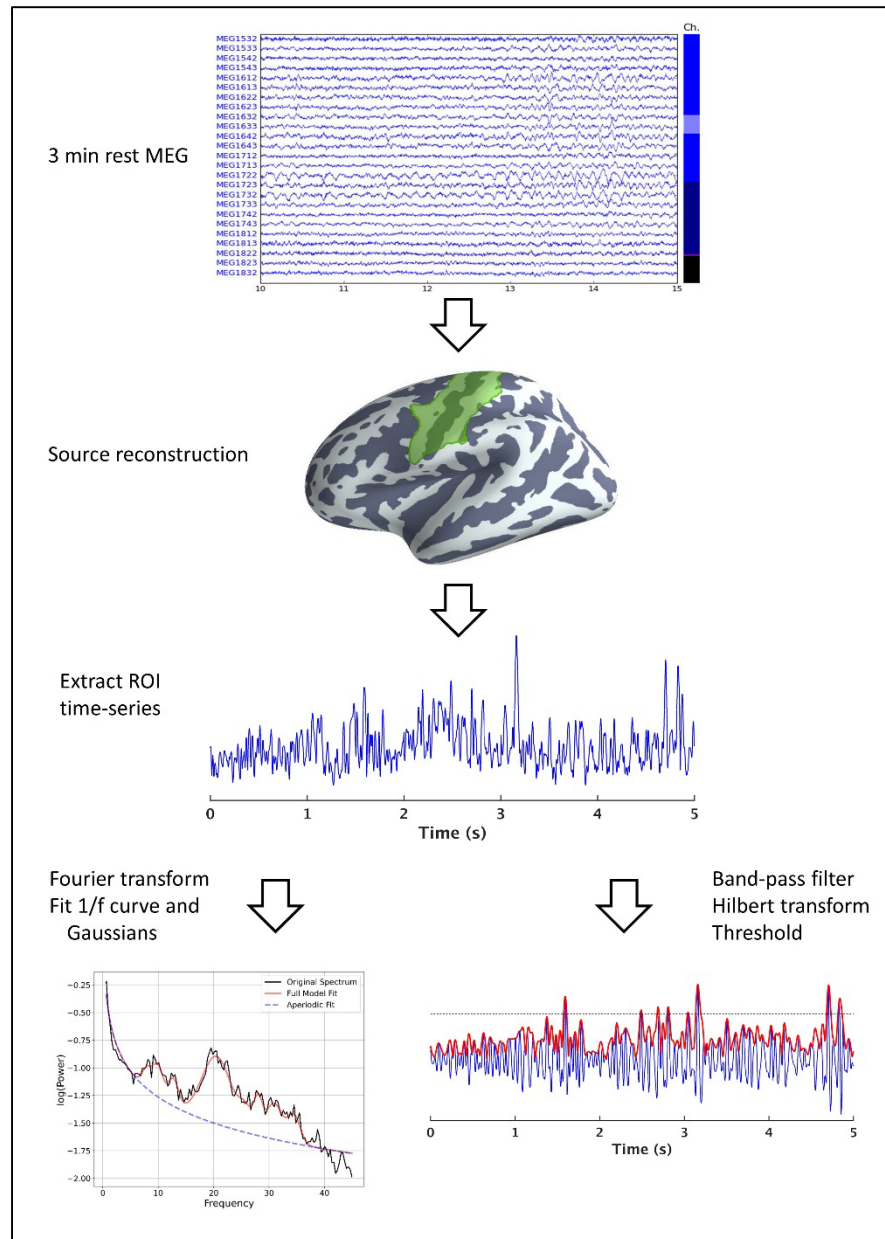 Ch.
MEG1532
MEG1533
MEG1542
MEG1543
MEG1612
MEG1613
MEG1622
MEG1623
MEG1632
MEG1633
MEG1642
MEG1643
MEG1712
MEG1713
MEG1722
MEG1723
MEG1732
MEG1733
MEG1742
MEG1743
MEG1812
MEG1813
MEG1822
MEG1823
MEG1832
10 11 12 13 14 15
3 min rest MEG
Source reconstruction
Extract ROI
time-series
0 1 2 3 4 5
Time (s)
Fourier transform
Fit 1/f curve and
Gaussians
Band-pass filter
Hilbert transform
Threshold
Original Spectrum
Full Model Fit
Aperiodic Fit
−0.25
−0.50
−0.75
−1.00
−1.25
−1.50
−1.75
−2.00
log(Power)
0 10 20 30 40
Frequency
0 1 2 3 4 5
Time (s)